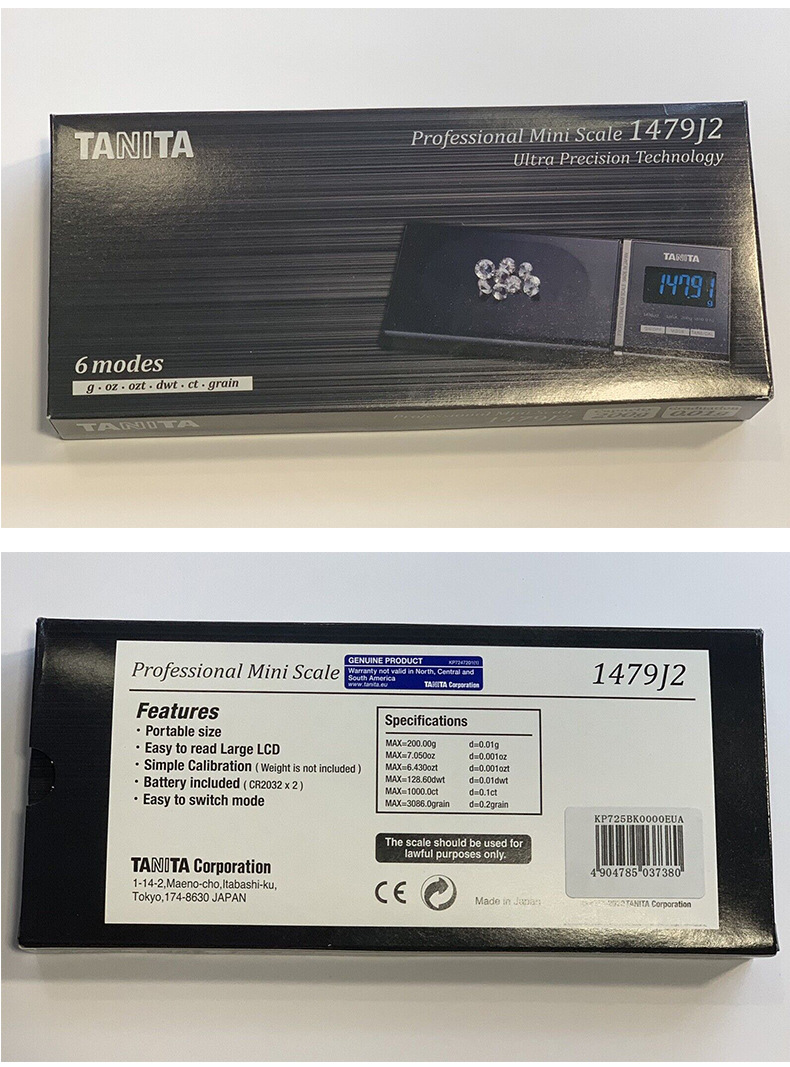 TANITA
Professional Mini Scale 1479J2
Ultra Precision Technology
TANITA
147.91
g
6 modes
g · oz · ozt · dwt · ct · grain
TANITA
200g
0.01g
Professional Mini Scale
GENUINE PRODUCT
Warranty not valid in North, Central and
South America
www.tanita.eu TANITA Corporation
1479J2
Features
· Portable size
· Easy to read Large LCD
· Simple Calibration ( Weight is not included )
· Battery included ( CR2032 x 2 )
· Easy to switch mode
Specifications
MAX=200.00g d=0.01g
MAX=7.050oz d=0.001oz
MAX=6.430ozt d=0.001ozt
MAX=128.60dwt d=0.01dwt
MAX=1000.0ct d=0.1ct
MAX=3086.0grain d=0.2grain
The scale should be used for
lawful purposes only.
KP725BK0000EUA
4 904785 037380
TANITA Corporation
1-14-2,Maeno-cho,Itabashi-ku,
Tokyo,174-8630 JAPAN
CE
Made in Japan
TANITA Corporation